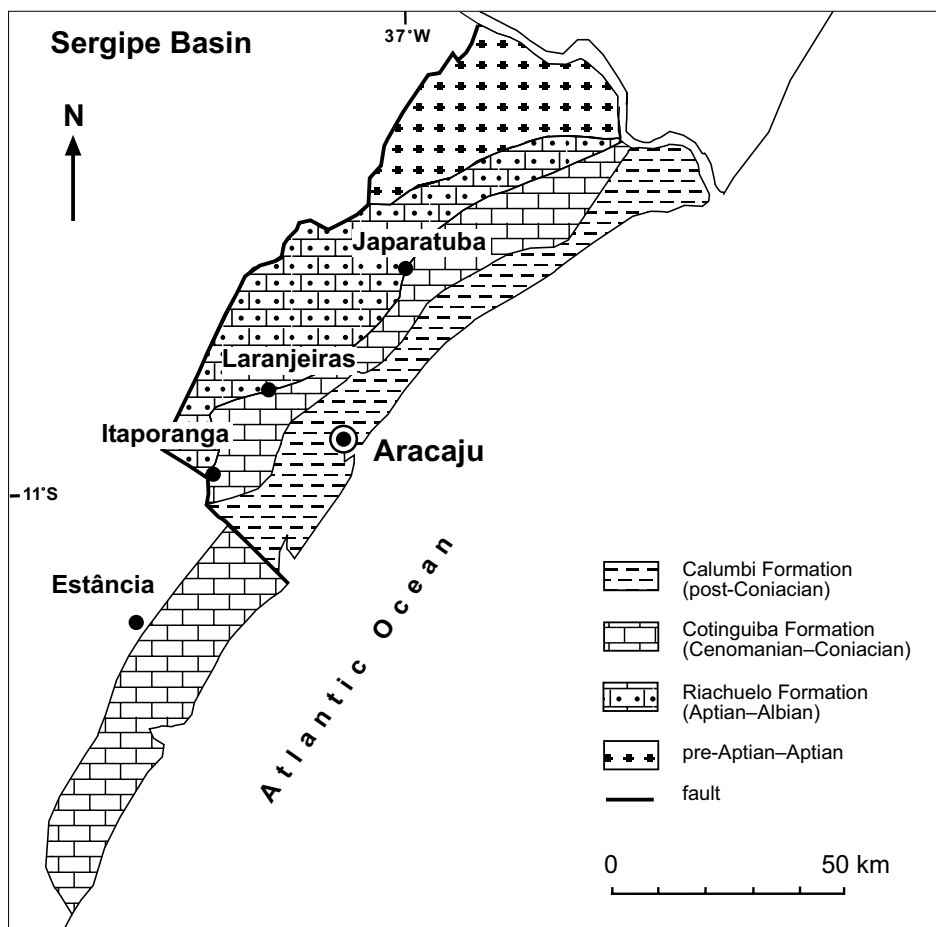 Sergipe Basin
37°W
N
Japaratuba
Laranjeiras
Itaporanga
Aracaju
11°S
Estância
Atlantic Ocean
Calumbi Formation
(post-Coniacian)
Cotinguiba Formation
(Cenomanian–Coniacian)
Riachuelo Formation
(Aptian–Albian)
pre-Aptian–Aptian
fault
0 50 km